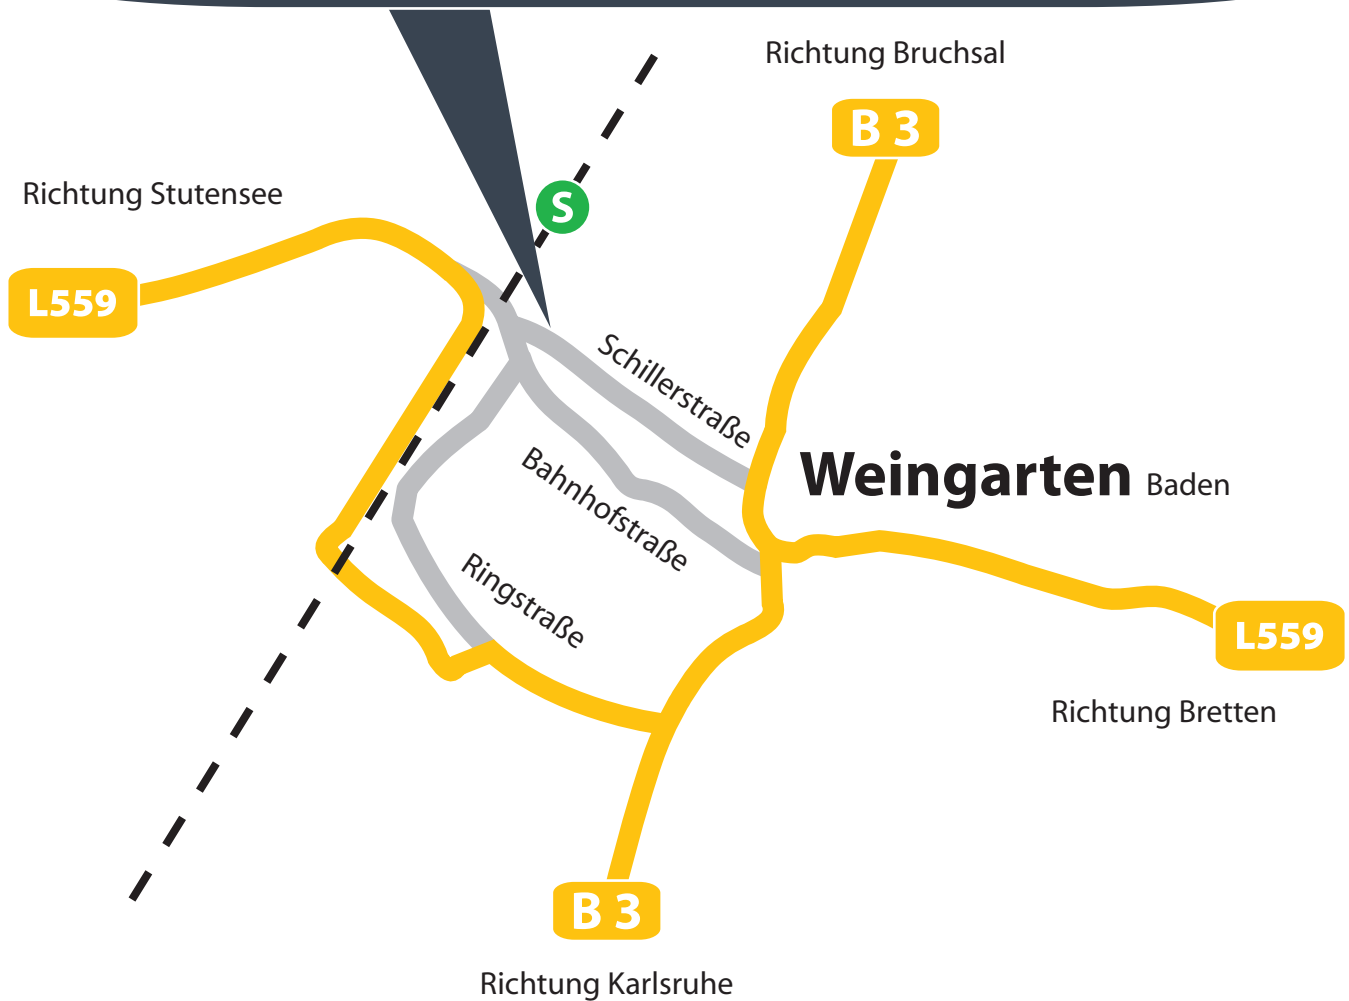 Richtung Bruchsal
B 3
Richtung Stutensee
S
L559
Schillerstraße
Weingarten Baden
Bahnhofstraße
Ringstraße
L559
Richtung Bretten
B 3
Richtung Karlsruhe